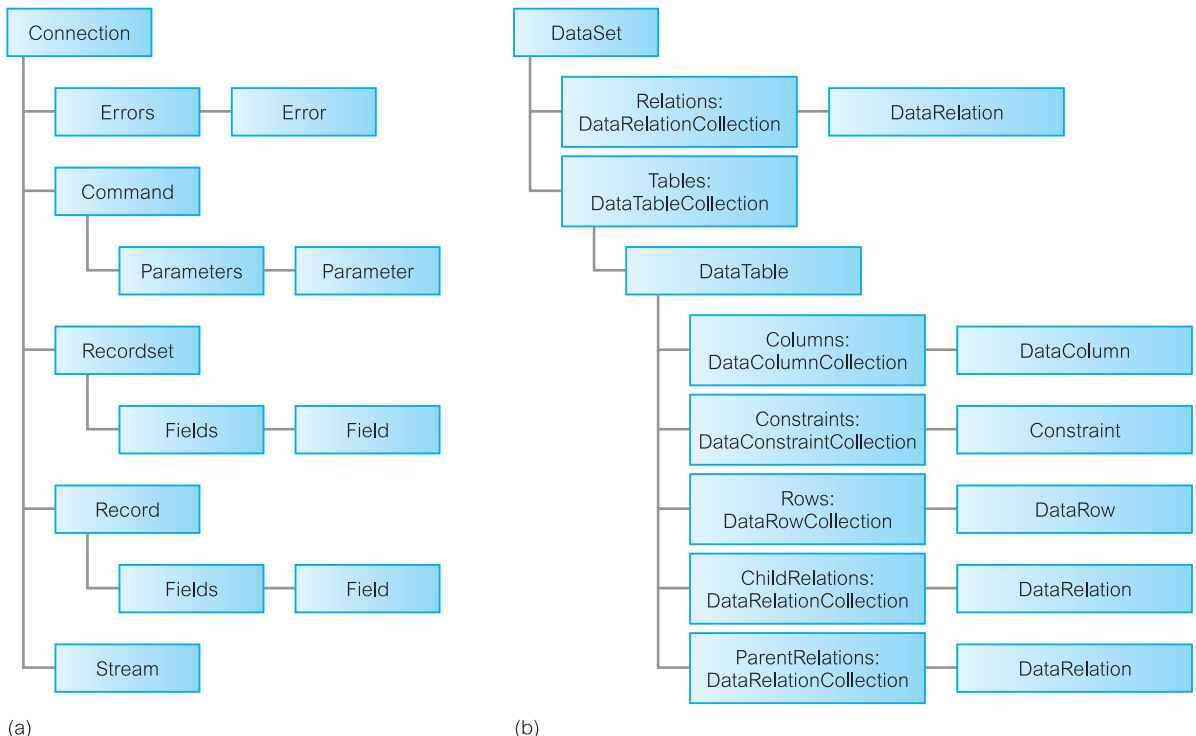 Connection
Errors
Error
Command
Parameters
Parameter
Recordset
Fields
Field
Record
Fields
Field
Stream
(a)
DataSet
Relations:
DataRelationCollection
DataRelation
Tables:
DataTableCollection
DataTable
Columns:
DataColumnCollection
DataColumn
Constraints:
DataConstraintCollection
Constraint
Rows:
DataRowCollection
DataRow
ChildRelations:
DataRelationCollection
DataRelation
ParentRelations:
DataRelationCollection
DataRelation
(b)